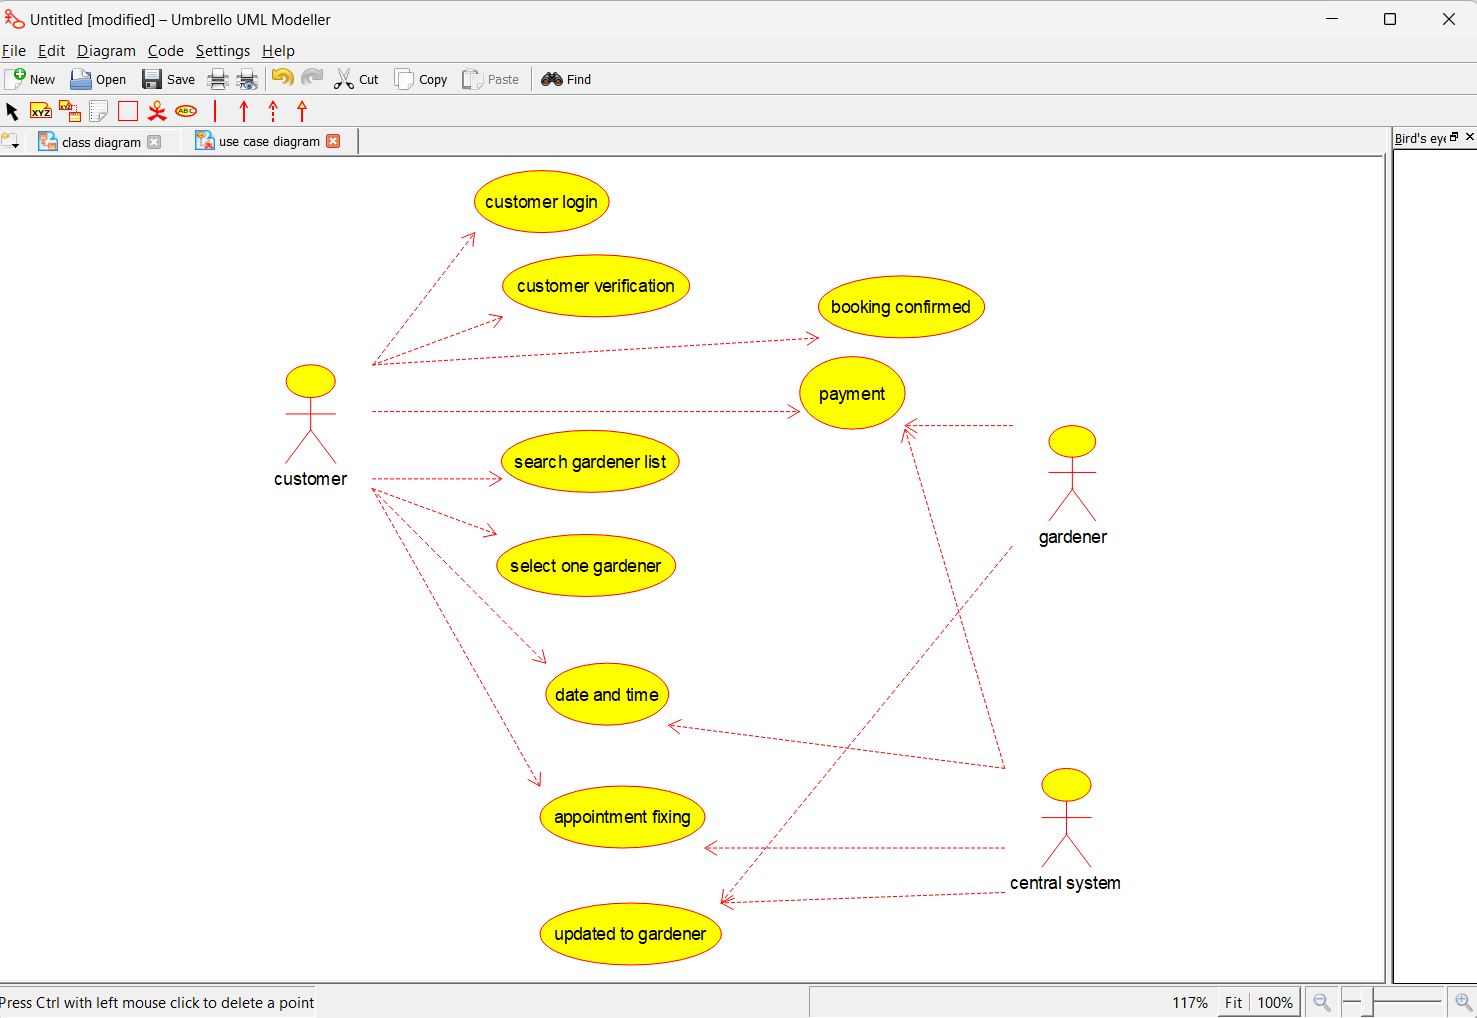 Untitled [modified] – Umbrello UML Modeller
File Edit Diagram Code Settings Help
New Open Save Cut Copy Paste Find
XYZ XYZ ABC
class diagram use case diagram Bird's eye
customer login
customer verification
booking confirmed
payment
search gardener list
customer
gardener
select one gardener
date and time
appointment fixing
central system
updated to gardener
Press Ctrl with left mouse click to delete a point 117% Fit 100%